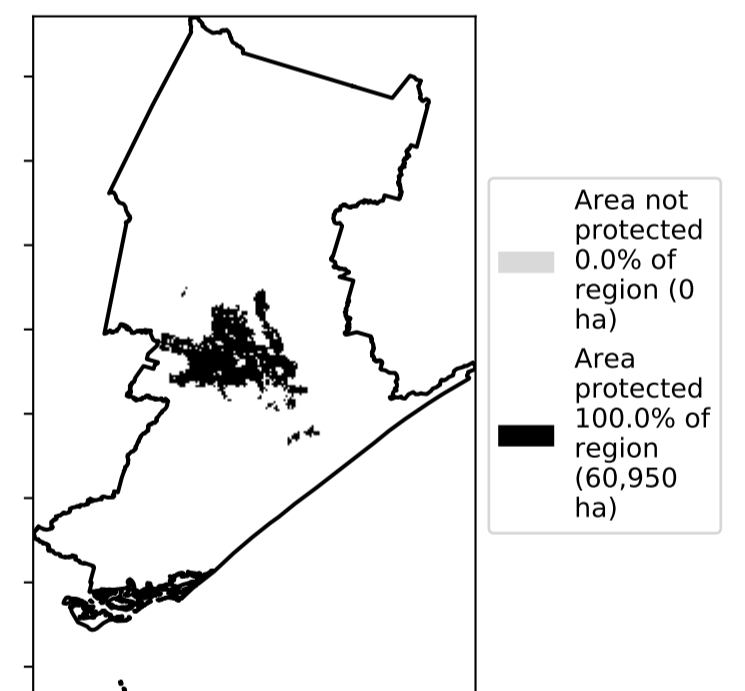 Area not
protected
0.0% of
region (0
ha)
Area
protected
100.0% of
region
(60,950
ha)